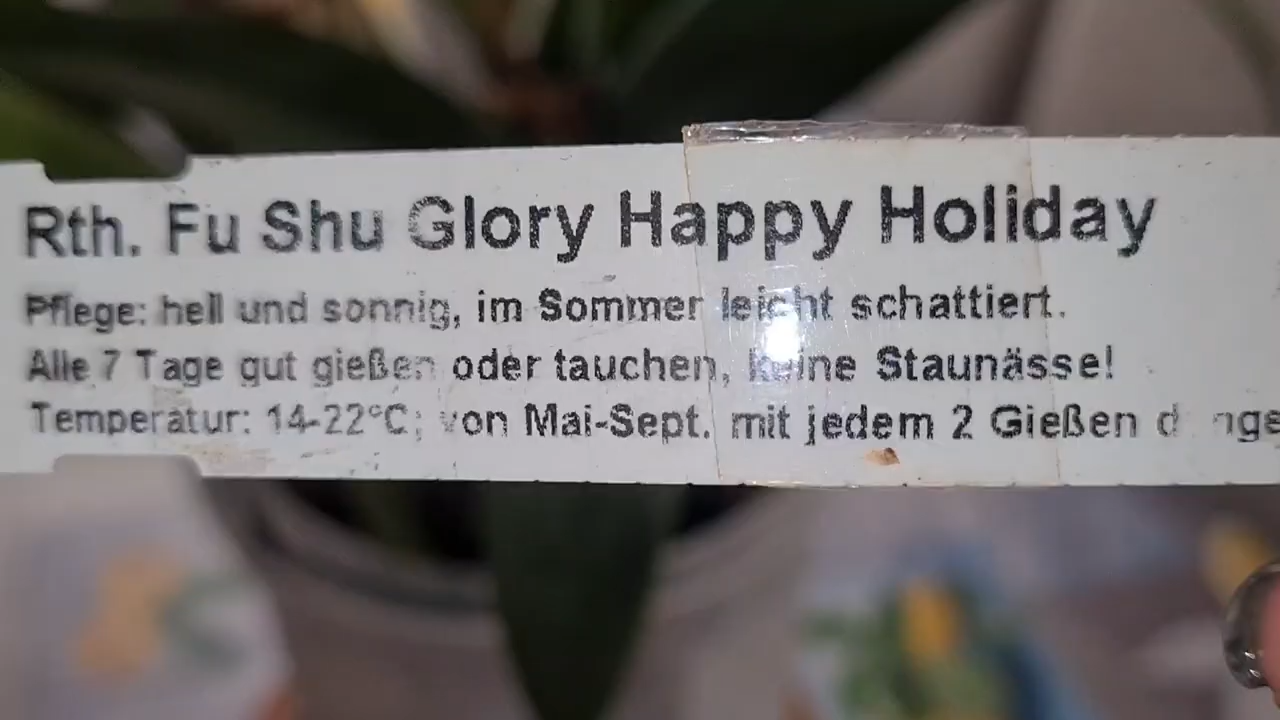 Rth. Fu Shu Glory Happy Holiday
Pflege: hell und sonnig, im Sommer leicht schattiert.
Alle 7 Tage gut gießen oder tauchen, keine Staunässe!
Temperatur: 14-22°C; von Mai-Sept. mit jedem 2 Gießen